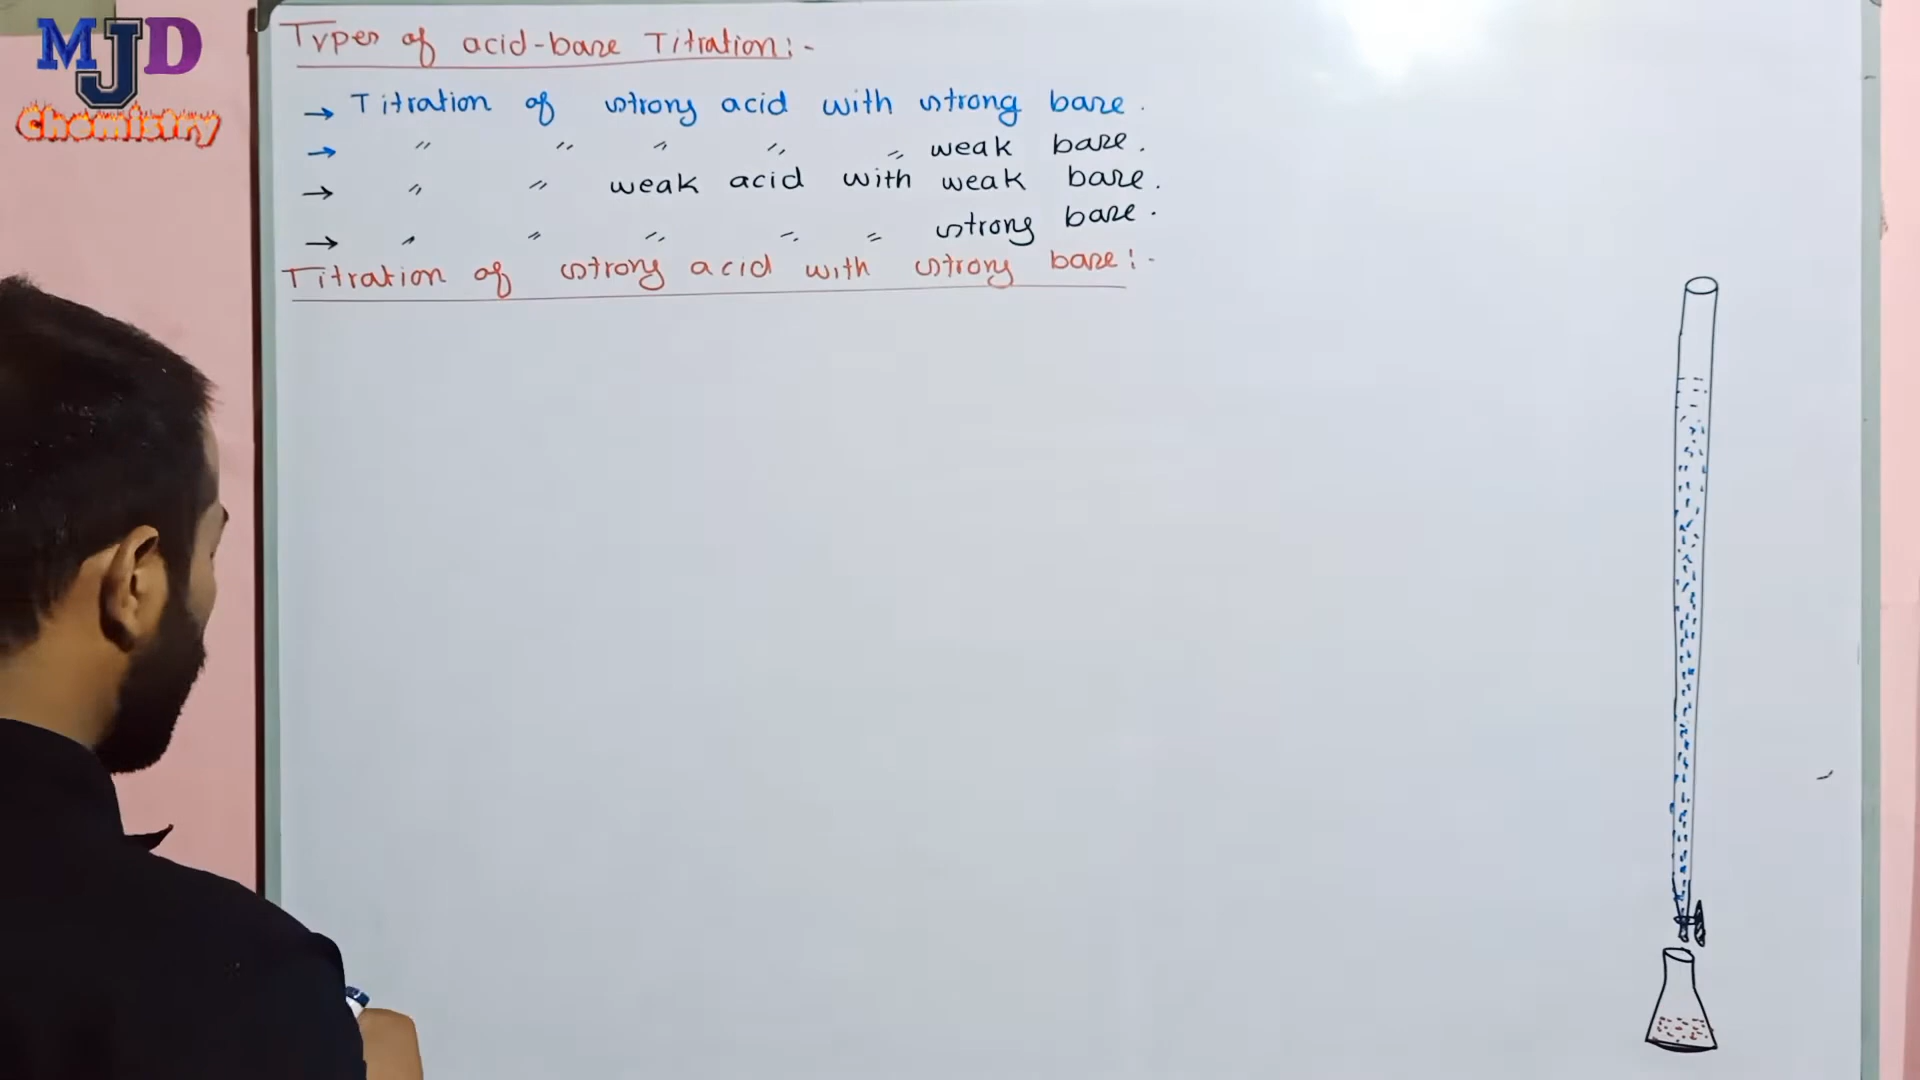 MJD
Chemistry
Types of acid-base Titration:-
→ Titration of strong acid with strong base.
→ " " " " " weak base.
→ " " weak acid with weak base.
→ " " " " " strong base.
Titration of strong acid with strong base:-